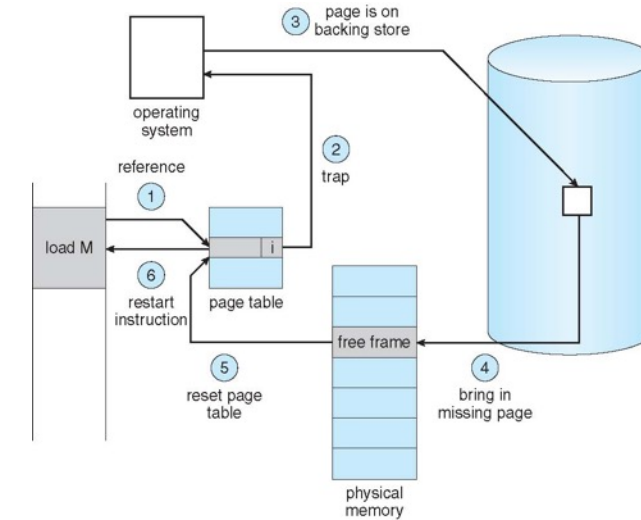 3
page is on
backing store
operating
system
2
trap
reference
1
load M
i
6
restart
instruction
page table
free frame
5
reset page
table
4
bring in
missing page
physical
memory